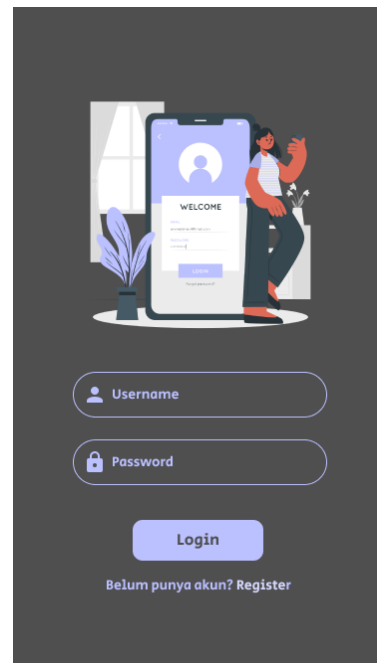 WELCOME
LOGIN
Username
Password
Login
Belum punya akun? Register